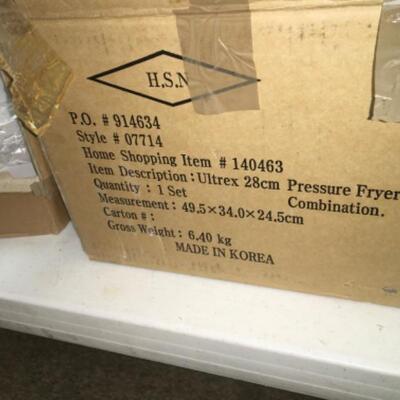 H.S.N
P.O. # 914634
Style # 07714
Home Shopping Item # 140463
Item Description : Ultrex 28cm Pressure Fryer
Combination.
Quantity : 1 Set
Measurement : 49.5×34.0×24.5cm
Carton # :
Gross Weight : 6.40 kg
MADE IN KOREA